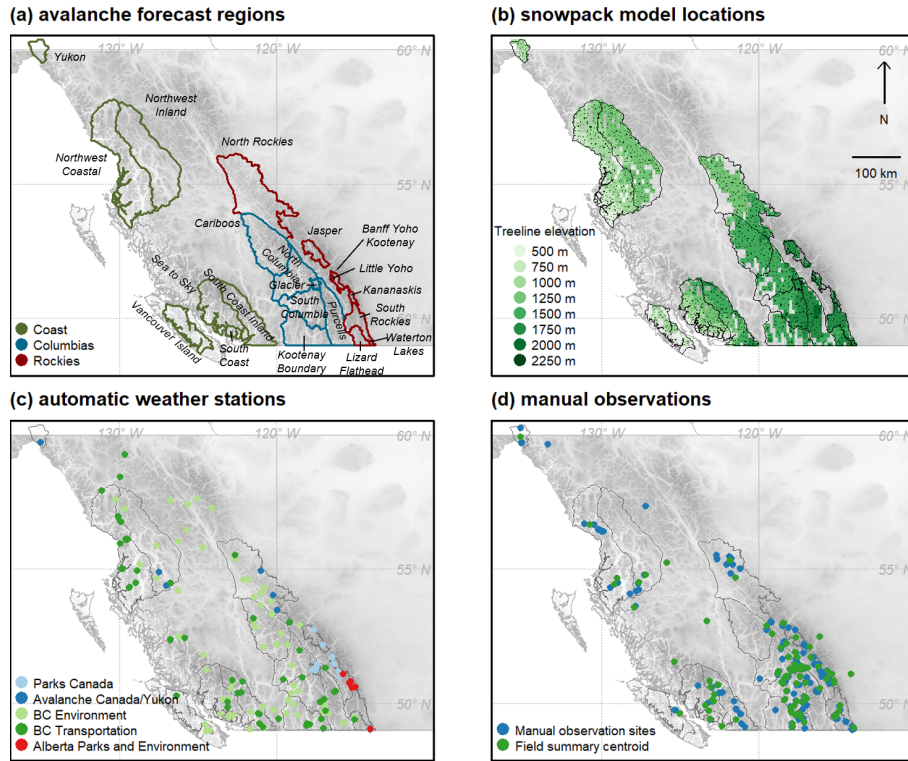 (a) avalanche forecast regions
130°W
120°W
60°N
Yukon
Northwest
Inland
North Rockies
Northwest
Coastal
55°N
Cariboos
Jasper
Banff Yoho
Kootenay
North
Columbia
Little Yoho
Glacier
Kananaskis
Sea to Sky
South Coast Inland
South
Columbia
Purcells
South
Rockies
50°N
Vancouver Island
South
Coast
Waterton
Lakes
Kootenay
Boundary
Lizard
Flathead
Coast
Columbias
Rockies
(b) snowpack model locations
120°W
60°N
N
100 km
55°N
50°N
Treeline elevation
500 m
750 m
1000 m
1250 m
1500 m
1750 m
2000 m
2250 m
(c) automatic weather stations
130°W
120°W
60°N
55°N
50°N
Parks Canada
Avalanche Canada/Yukon
BC Environment
BC Transportation
Alberta Parks and Environment
(d) manual observations
130°W
120°W
60°N
55°N
50°N
Manual observation sites
Field summary centroid